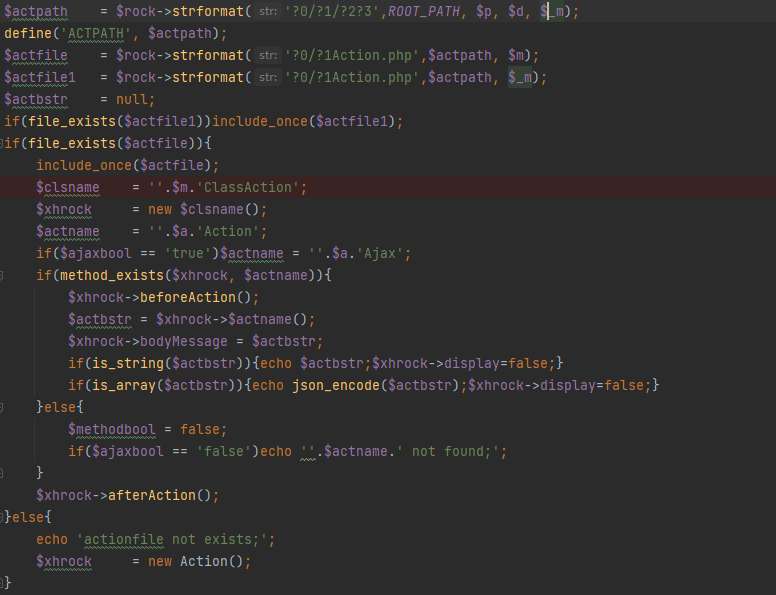 $actpath    = $rock->strformat( str: '?0/?1/?2?3',ROOT_PATH, $p, $d, $_m);
define('ACTPATH', $actpath);
$actfile    = $rock->strformat( str: '?0/?1Action.php',$actpath, $m);
$actfile1   = $rock->strformat( str: '?0/?1Action.php',$actpath, $_m);
$actbstr    = null;
if(file_exists($actfile1))include_once($actfile1);
if(file_exists($actfile)){
    include_once($actfile);
    $clsname    = ''.$m.'ClassAction';
    $xhrock     = new $clsname();
    $actname    = ''.$a.'Action';
    if($ajaxbool == 'true')$actname = ''.$a.'Ajax';
    if(method_exists($xhrock, $actname)){
        $xhrock->beforeAction();
        $actbstr = $xhrock->$actname();
        $xhrock->bodyMessage = $actbstr;
        if(is_string($actbstr)){echo $actbstr;$xhrock->display=false;}
        if(is_array($actbstr)){echo json_encode($actbstr);$xhrock->display=false;}
    }else{
        $methodbool = false;
        if($ajaxbool == 'false')echo ''.$actname.' not found;';
    }
    $xhrock->afterAction();
}else{
    echo 'actionfile not exists;';
    $xhrock     = new Action();
}